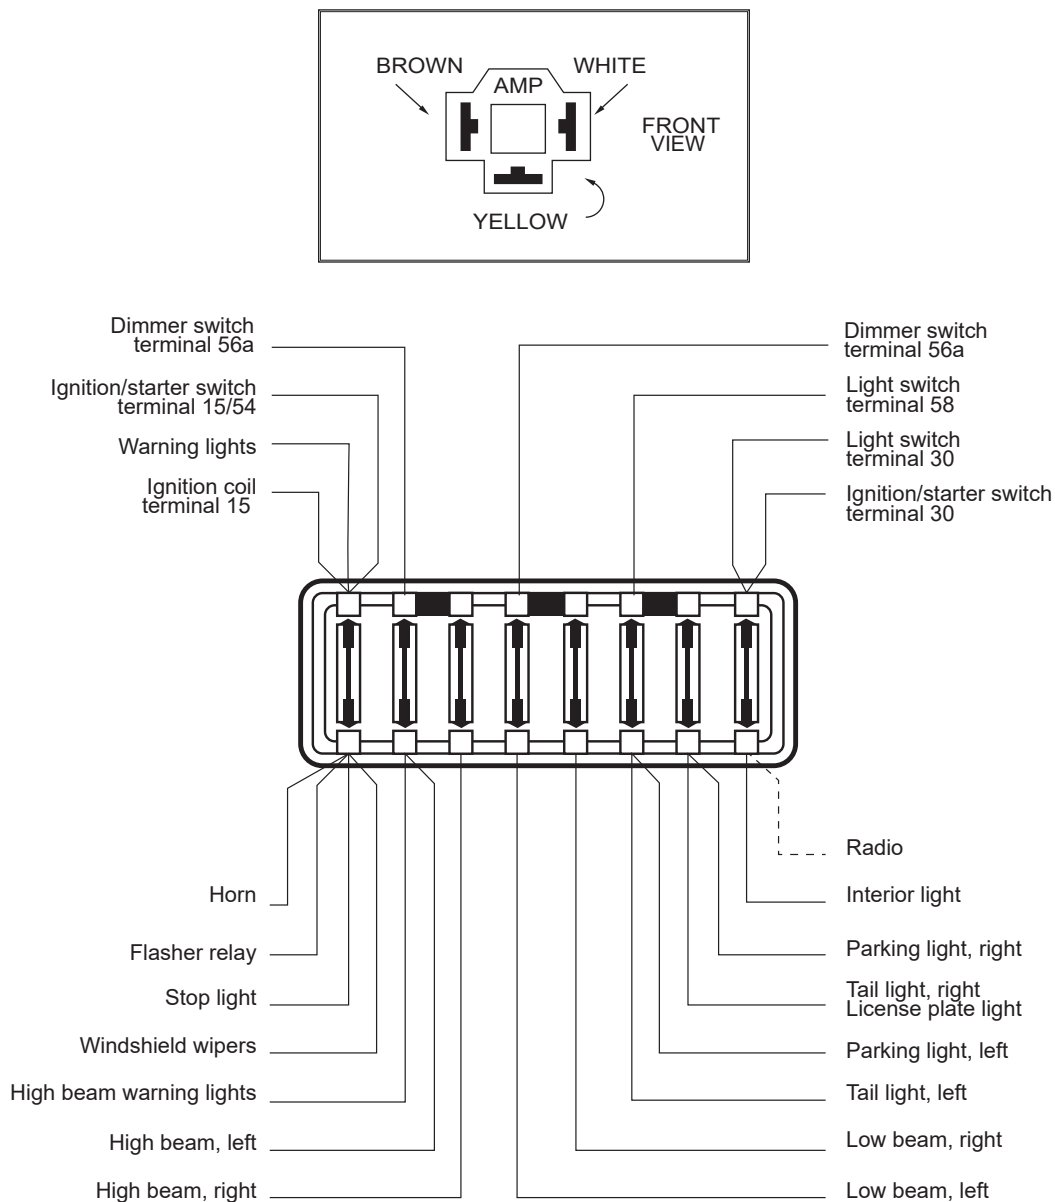 BROWN
WHITE
AMP
FRONT
VIEW
YELLOW
Dimmer switch
terminal 56a
Ignition/starter switch
terminal 15/54
Warning lights
Ignition coil
terminal 15
Dimmer switch
terminal 56a
Light switch
terminal 58
Light switch
terminal 30
Ignition/starter switch
terminal 30
Horn
Flasher relay
Stop light
Windshield wipers
High beam warning lights
High beam, left
High beam, right
Radio
Interior light
Parking light, right
Tail light, right
License plate light
Parking light, left
Tail light, left
Low beam, right
Low beam, left